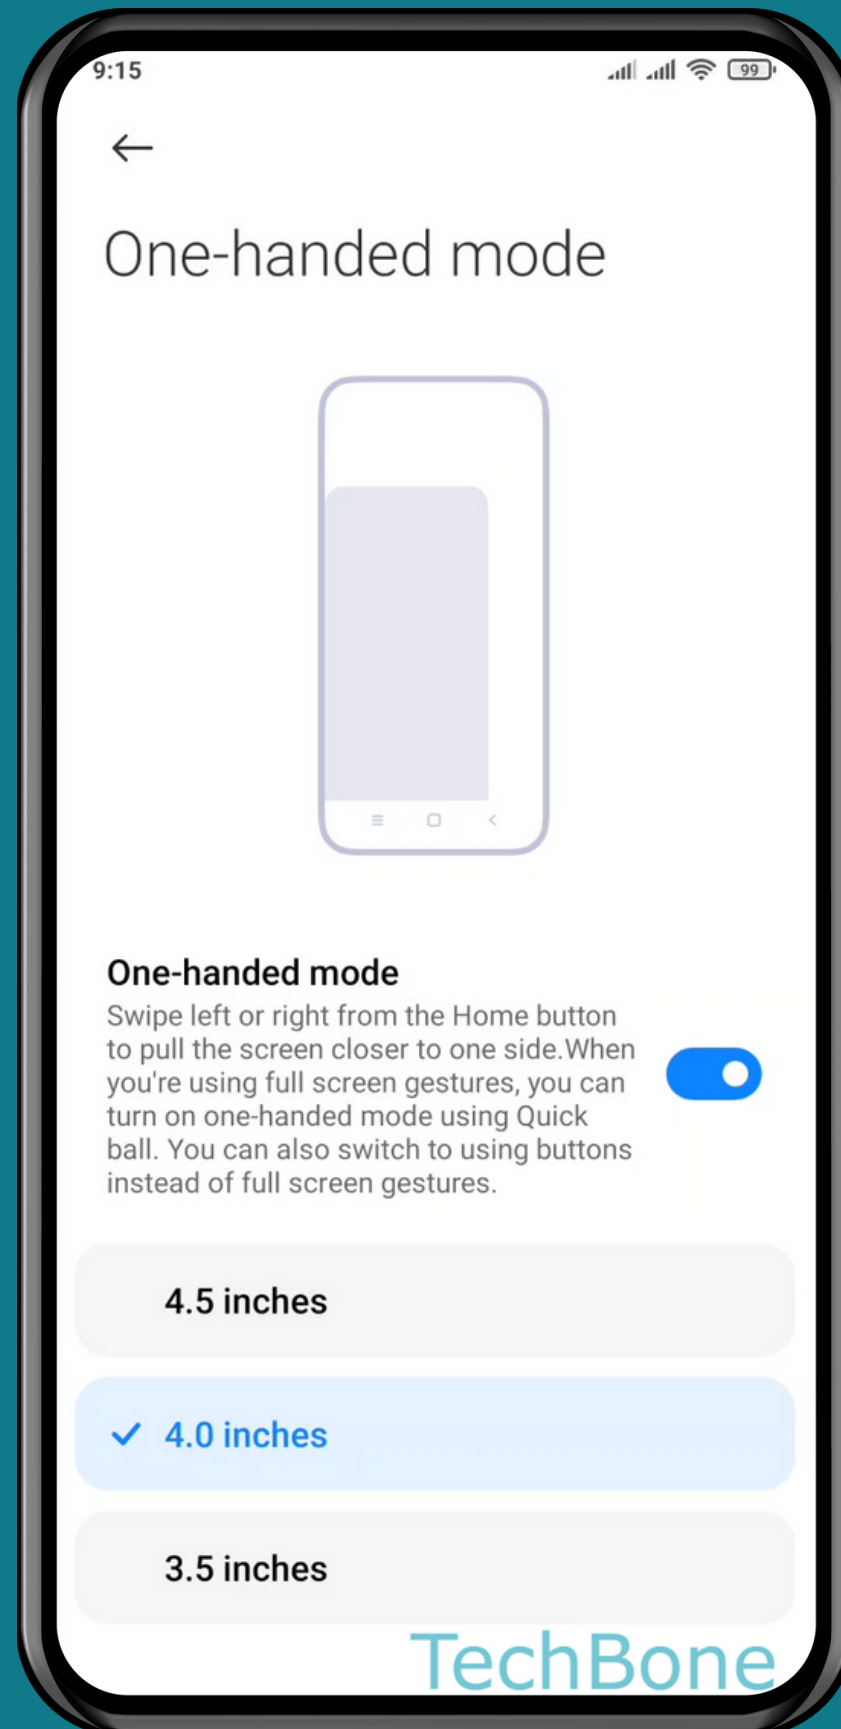 9:15
99
One-handed mode
One-handed mode
Swipe left or right from the Home button
to pull the screen closer to one side.When
you're using full screen gestures, you can
turn on one-handed mode using Quick
ball. You can also switch to using buttons
instead of full screen gestures.
4.5 inches
4.0 inches
3.5 inches
TechBone